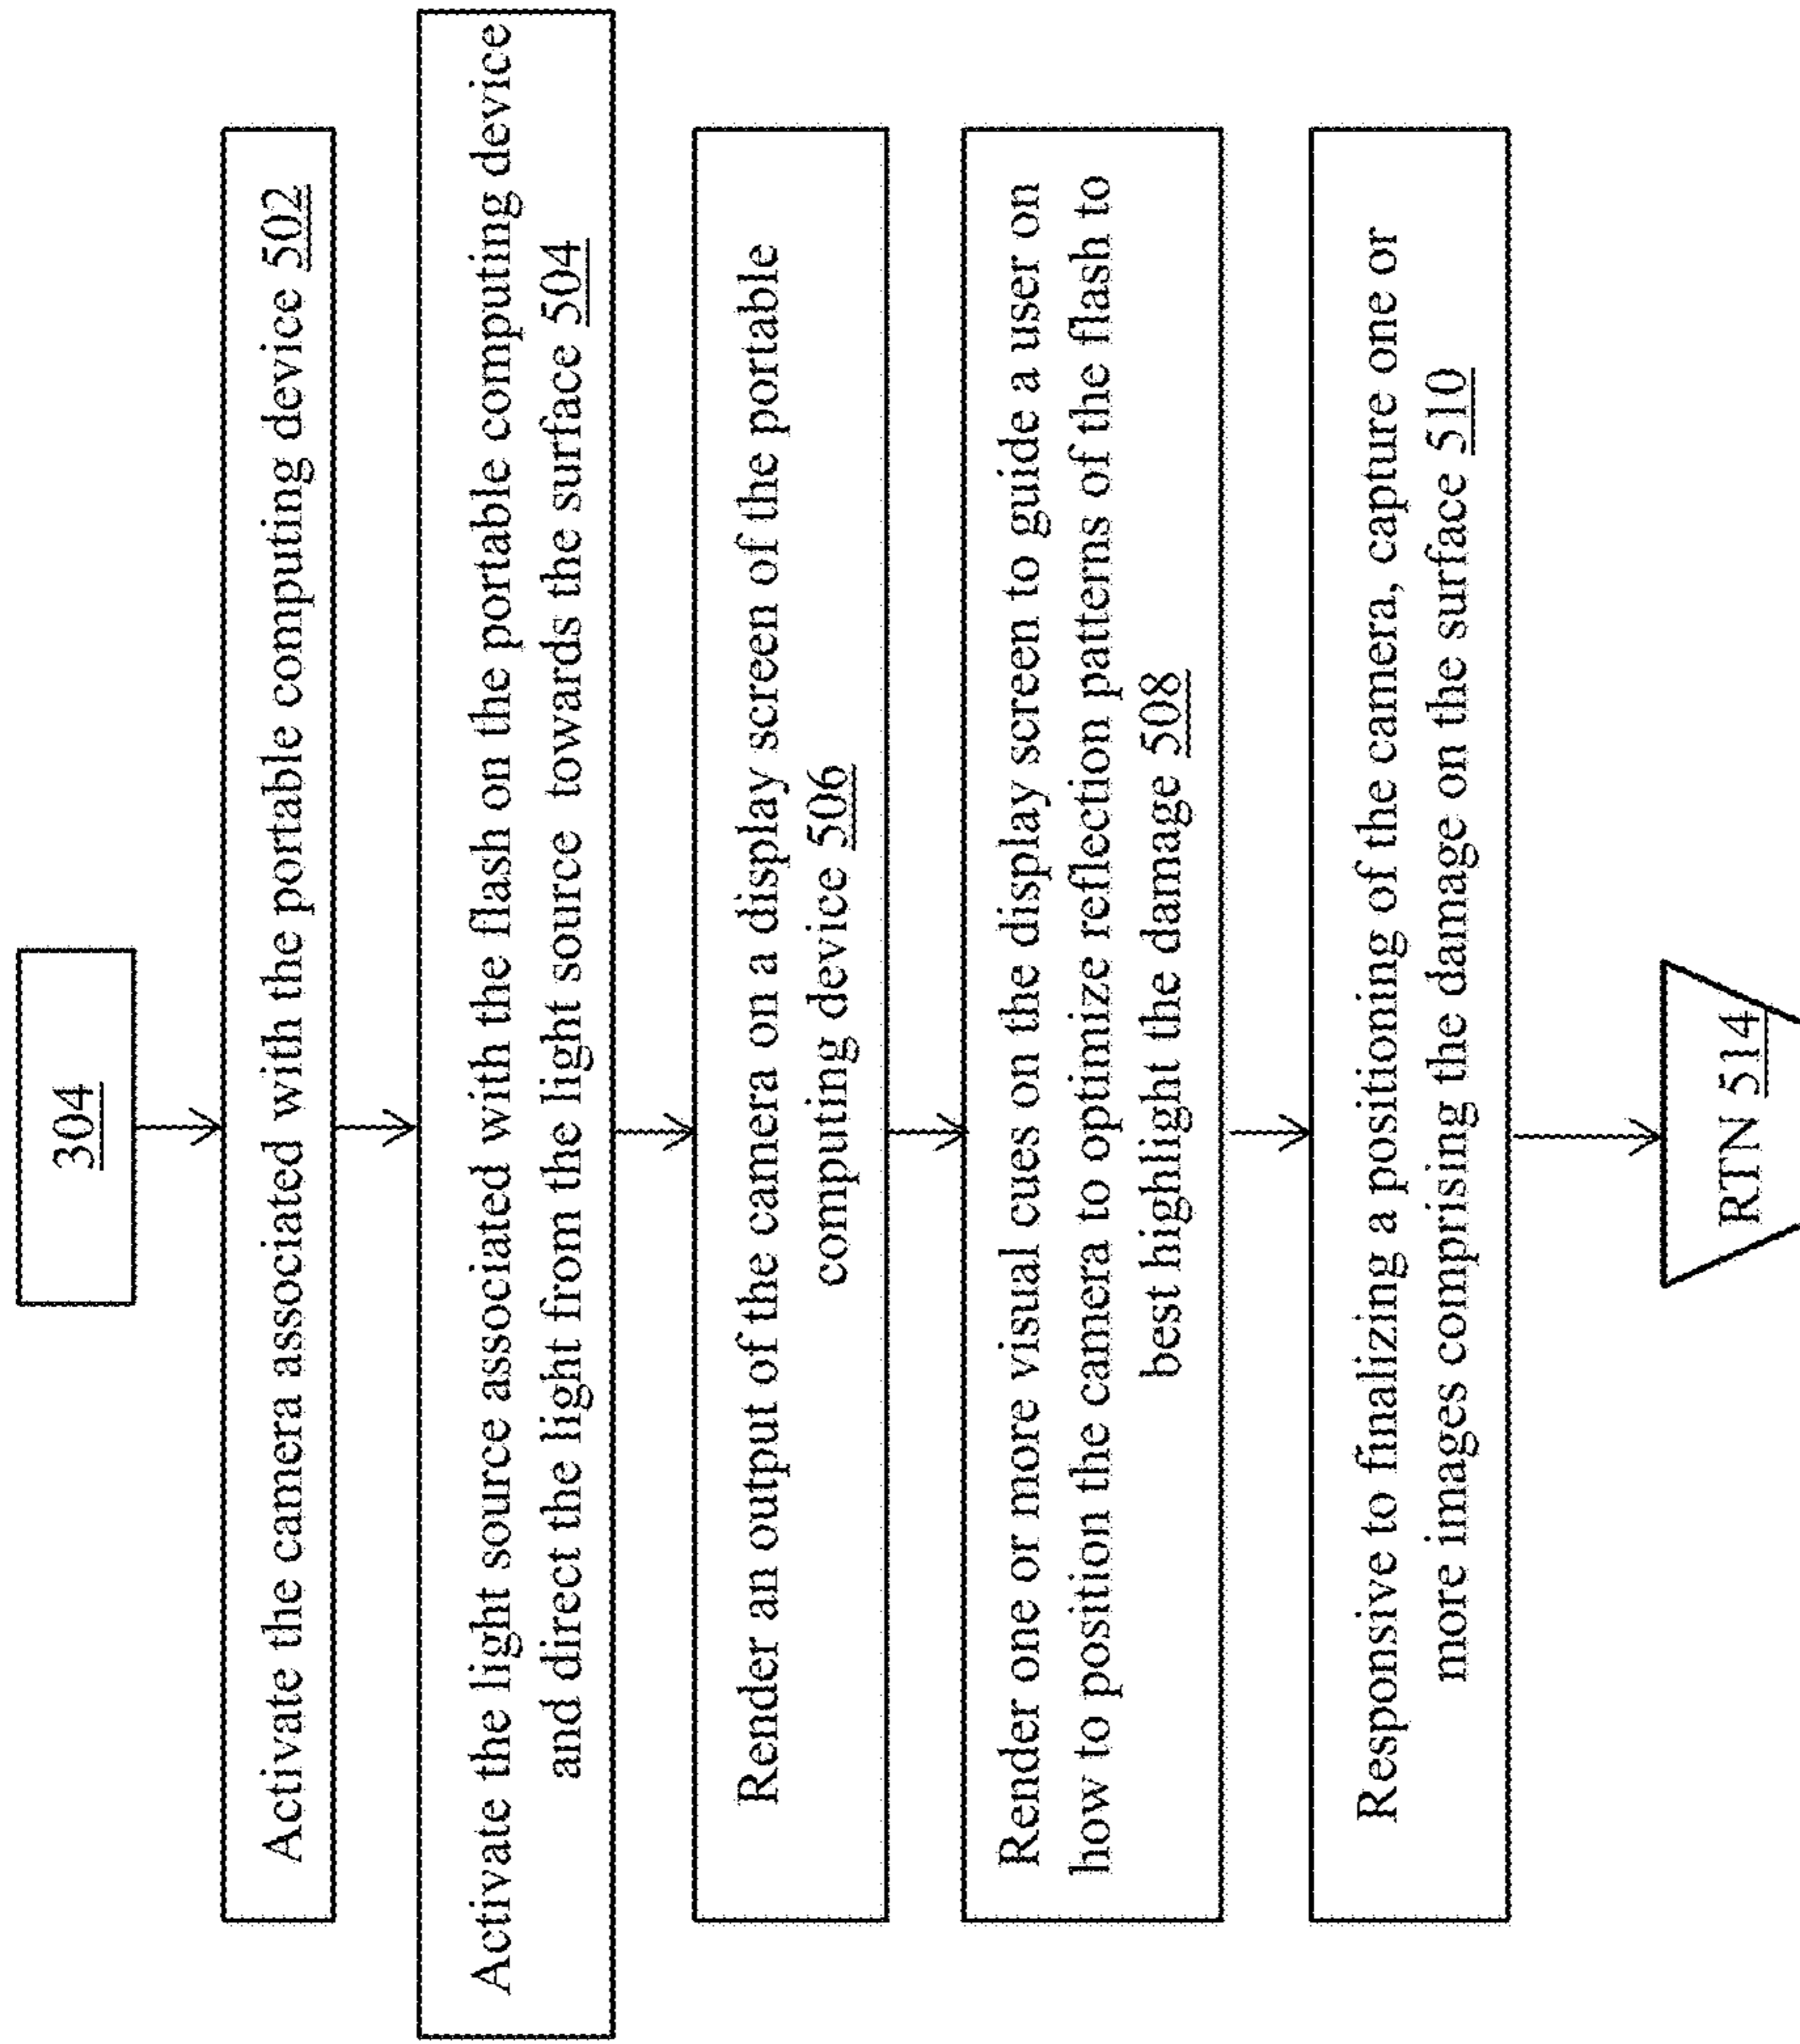 304
Activate the camera associated with the portable computing device 502
Activate the light source associated with the flash on the portable computing device
and direct the light from the light source towards the surface 504
Render an output of the camera on a display screen of the portable
computing device 506
Render one or more visual cues on the display screen to guide a user on
how to position the camera to optimize reflection patterns of the flash to
best highlight the damage 508
Responsive to finalizing a positioning of the camera, capture one or
more images comprising the damage on the surface 510
RTN 514